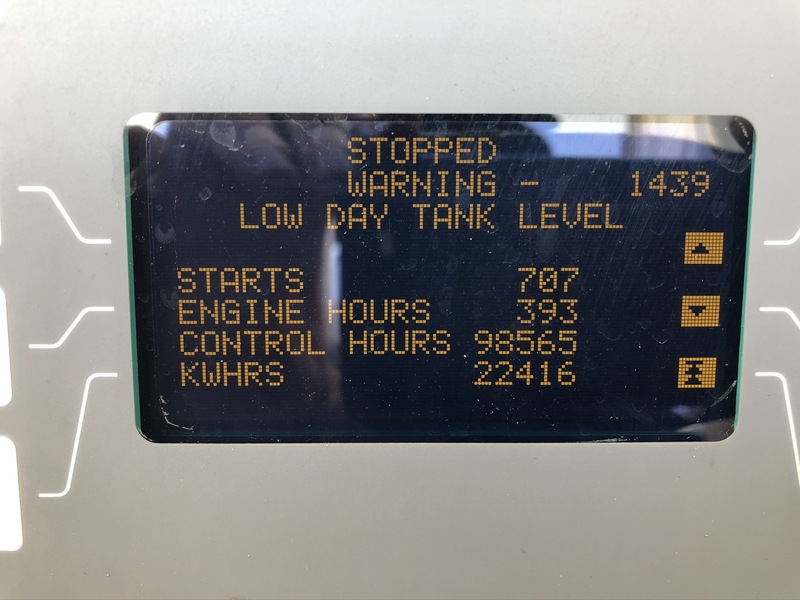 STOPPED
WARNING - 1439
LOW DAY TANK LEVEL
STARTS 707
ENGINE HOURS 393
CONTROL HOURS 98565
KWHRS 22416